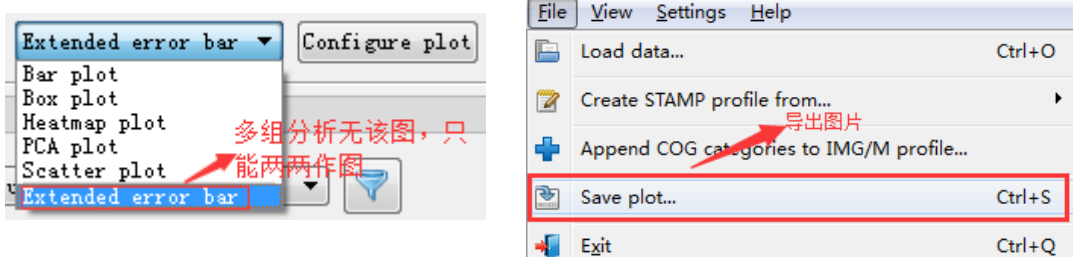 Extended error bar
Configure plot
Bar plot
Box plot
Heatmap plot
PCA plot
Scatter plot
Extended error bar
多组分析无该图，只
能两两作图
File View Settings Help
Load data... Ctrl+O
Create STAMP profile from...
导出图片
Append COG categories to IMG/M profile...
Save plot... Ctrl+S
Exit Ctrl+Q